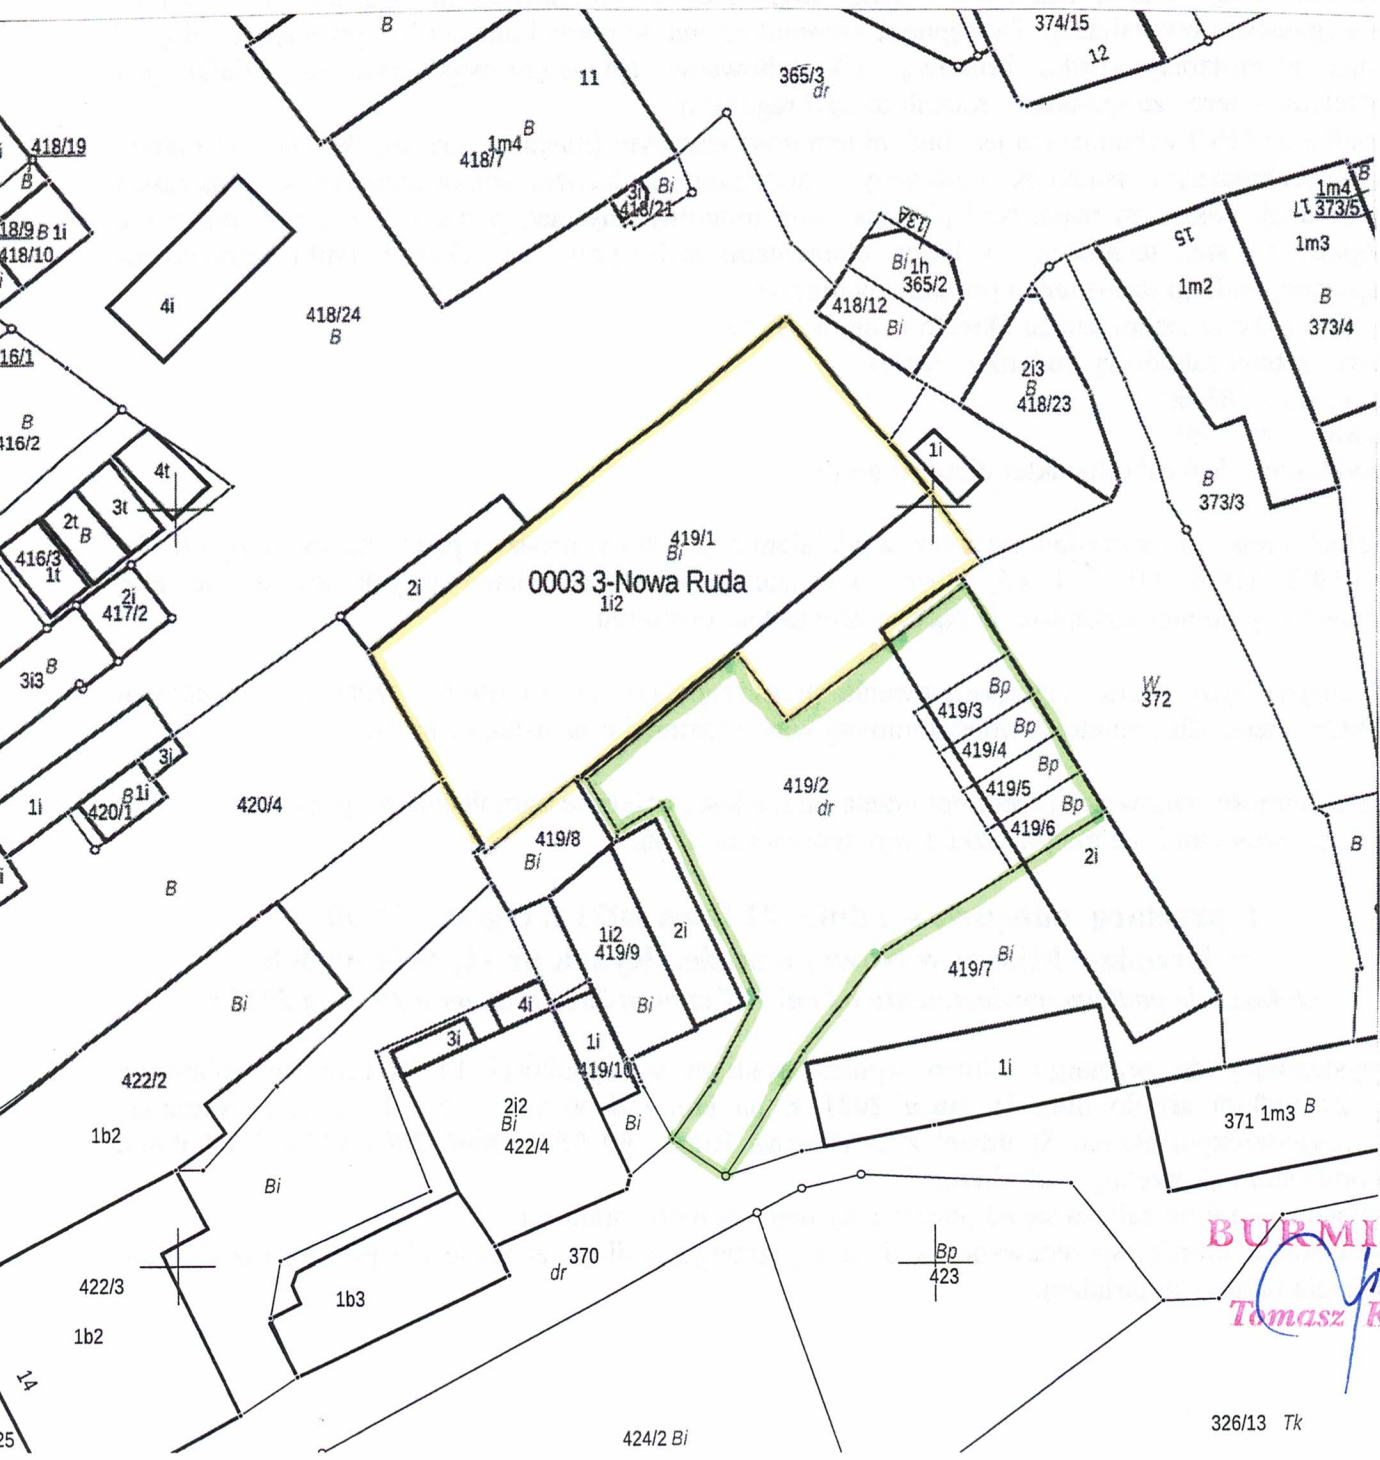 B
374/15
12
11
365/3
dr
B
1m4
418/7
418/19
B
3i
Bi
418/21
B
1m4
373/5
17
18/9 B 1i
418/10
13A
15
1m3
Bi 1h
365/2
1m2
4i
418/24
B
418/12
Bi
B
373/4
16/1
2i3
B
418/23
B
416/2
4t
1i
B
373/3
3t
2t
B
416/3
1t
419/1
Bi
0003 3-Nowa Ruda
1i2
2i
2i
417/2
3i3
B
Bp
419/3
W
372
Bp
419/4
3i
Bp
419/5
419/2
dr
Bp
419/6
1i
B 1i
420/1
420/4
419/8
Bi
2i
B
B
1i2
419/9
2i
Bi
419/7
Bi
4i
Bi
3i
1i
1i
419/10
422/2
2i2
Bi
422/4
Bi
1b2
371
1m3
B
Bi
BURMI
370
dr
Bp
423
422/3
1b3
Tomasz K
1b2
14
326/13 Tk
424/2 Bi
25